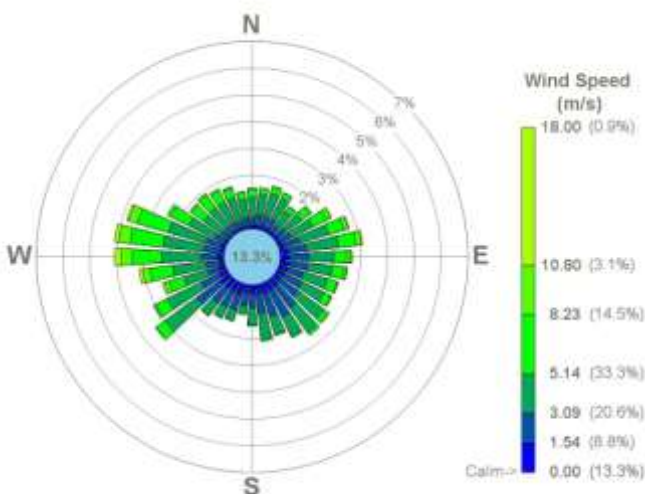 N
7%
6%
5%
4%
3%
2%
W
13.3%
E
S
Wind Speed
(m/s)
18.00 (0.9%)
10.80 (3.1%)
8.23 (14.5%)
5.14 (33.3%)
3.09 (20.6%)
1.54 (8.8%)
Calm-> 0.00 (13.3%)